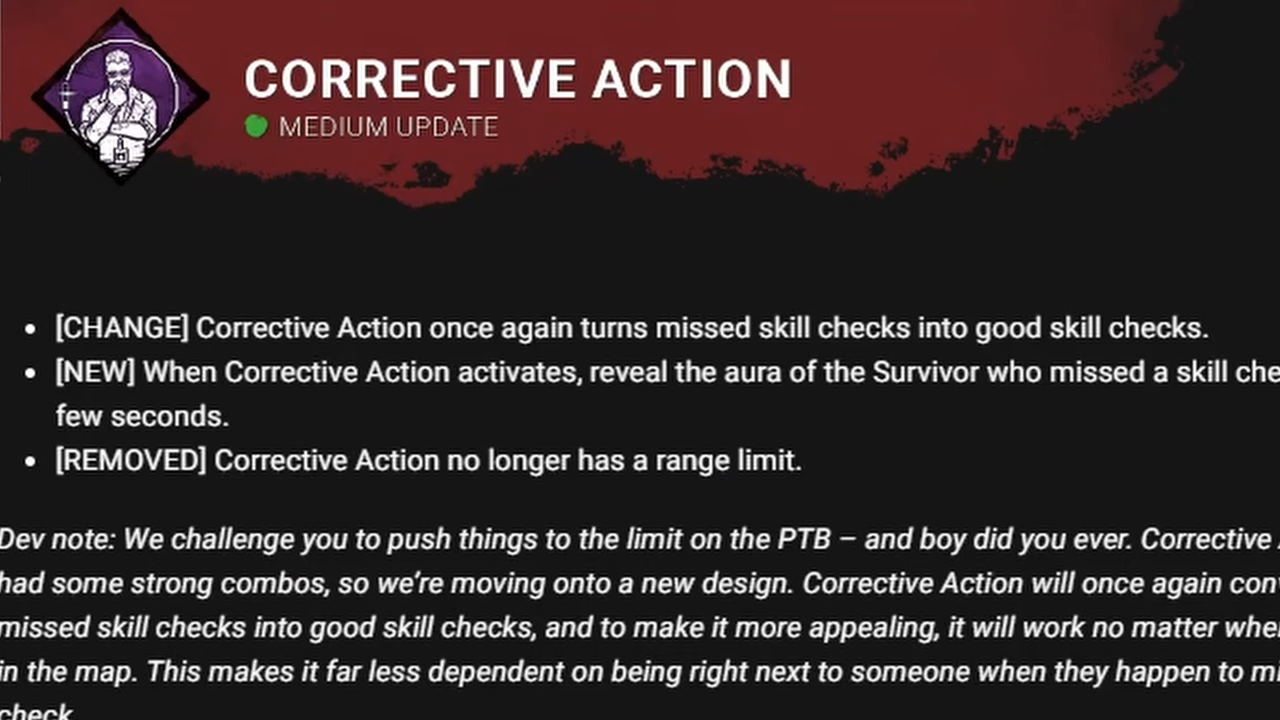 CORRECTIVE ACTION
MEDIUM UPDATE
• [CHANGE] Corrective Action once again turns missed skill checks into good skill checks.
• [NEW] When Corrective Action activates, reveal the aura of the Survivor who missed a skill che
few seconds.
• [REMOVED] Corrective Action no longer has a range limit.
Dev note: We challenge you to push things to the limit on the PTB – and boy did you ever. Corrective
had some strong combos, so we're moving onto a new design. Corrective Action will once again con
missed skill checks into good skill checks, and to make it more appealing, it will work no matter whe
in the map. This makes it far less dependent on being right next to someone when they happen to mi
check